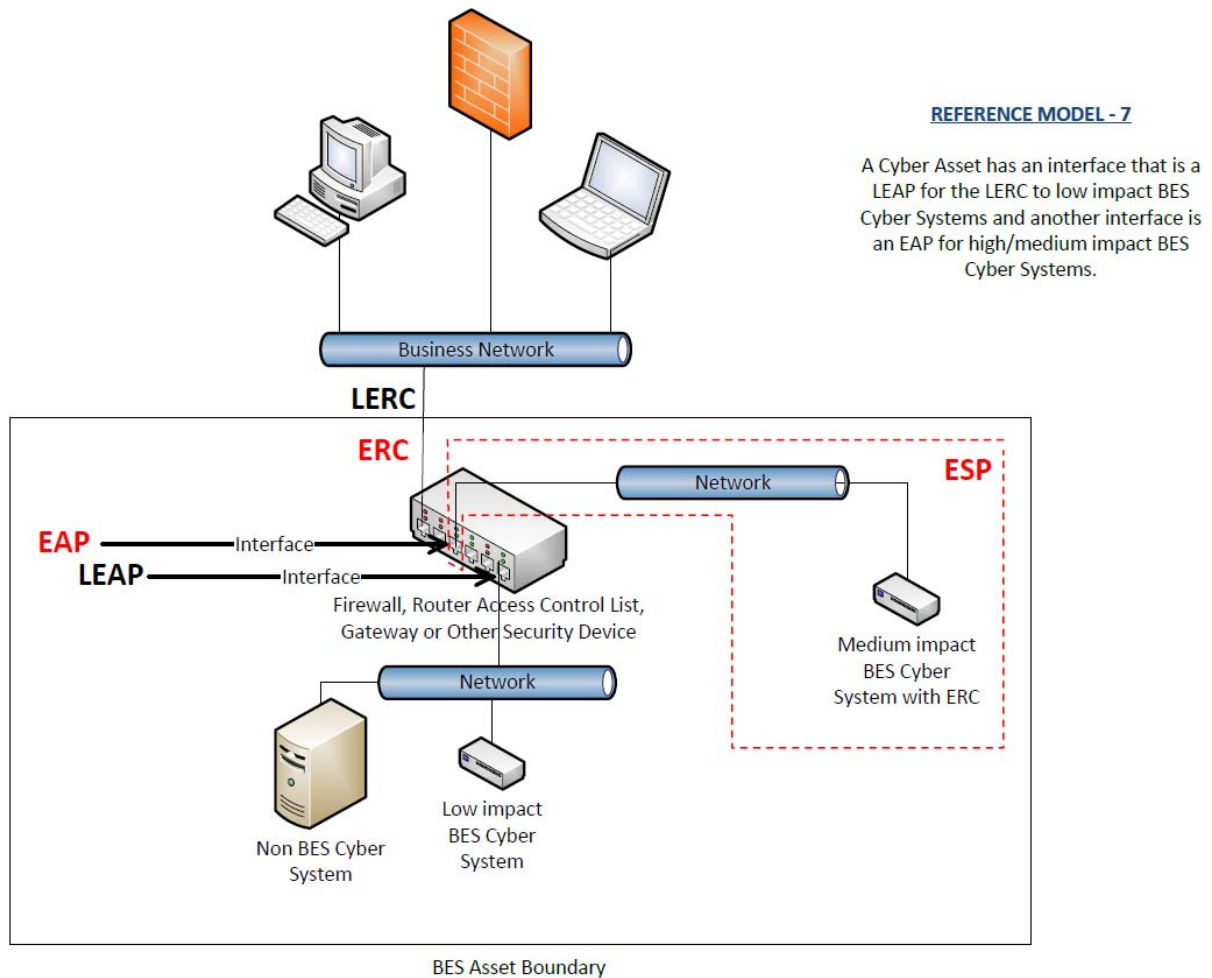 REFERENCE MODEL - 7
A Cyber Asset has an interface that is a
LEAP for the LERC to low impact BES
Cyber Systems and another interface is
an EAP for high/medium impact BES
Cyber Systems.
Business Network
LERC
ERC
ESP
Network
EAP
Interface
LEAP
Interface
Firewall, Router Access Control List,
Gateway or Other Security Device
Medium impact
BES Cyber
System with ERC
Network
Non BES Cyber
System
Low impact
BES Cyber
System
BES Asset Boundary